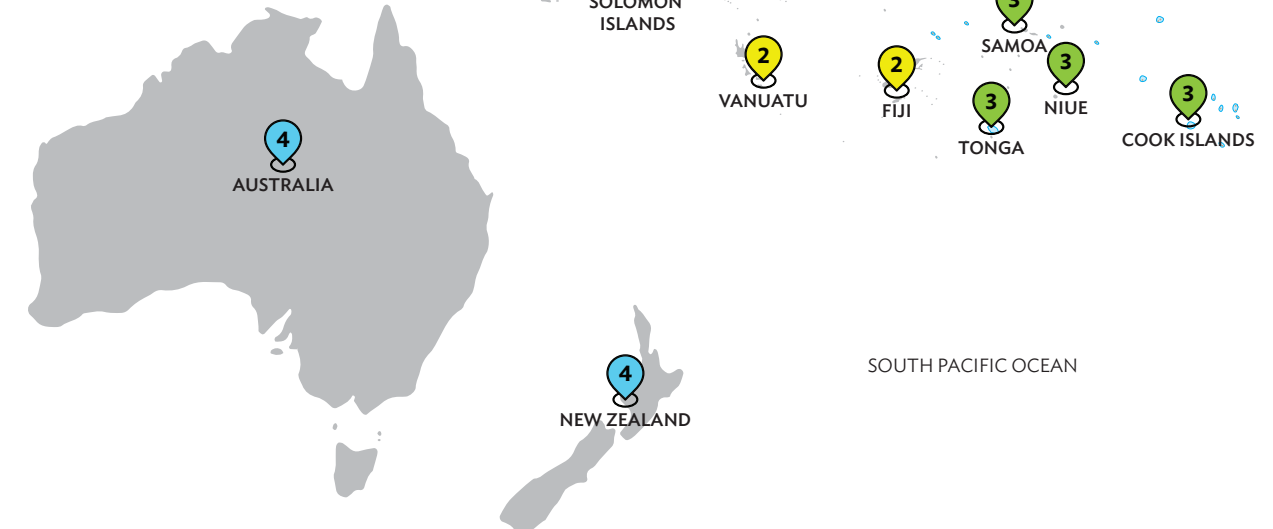 SOLOMON
ISLANDS
3
SAMOA
2
VANUATU
2
FIJI
3
NIUE
3
TONGA
3
COOK ISLANDS
4
AUSTRALIA
4
NEW ZEALAND
SOUTH PACIFIC OCEAN